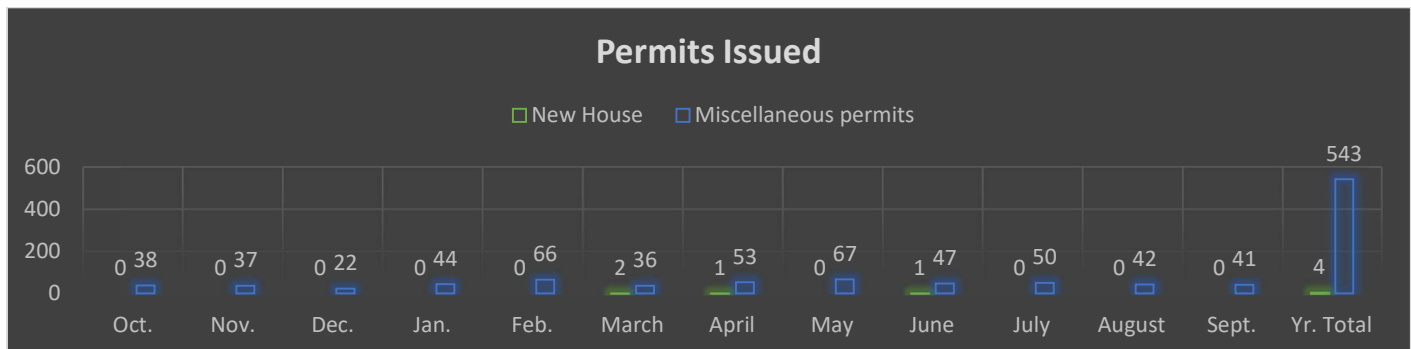 Permits Issued
New House Miscellaneous permits
543
600
400
200
0 38 0 37 0 22 0 44 0 66 2 36 1 53 0 67 1 47 0 50 0 42 0 41 4
0
Oct. Nov. Dec. Jan. Feb. March April May June July August Sept. Yr. Total